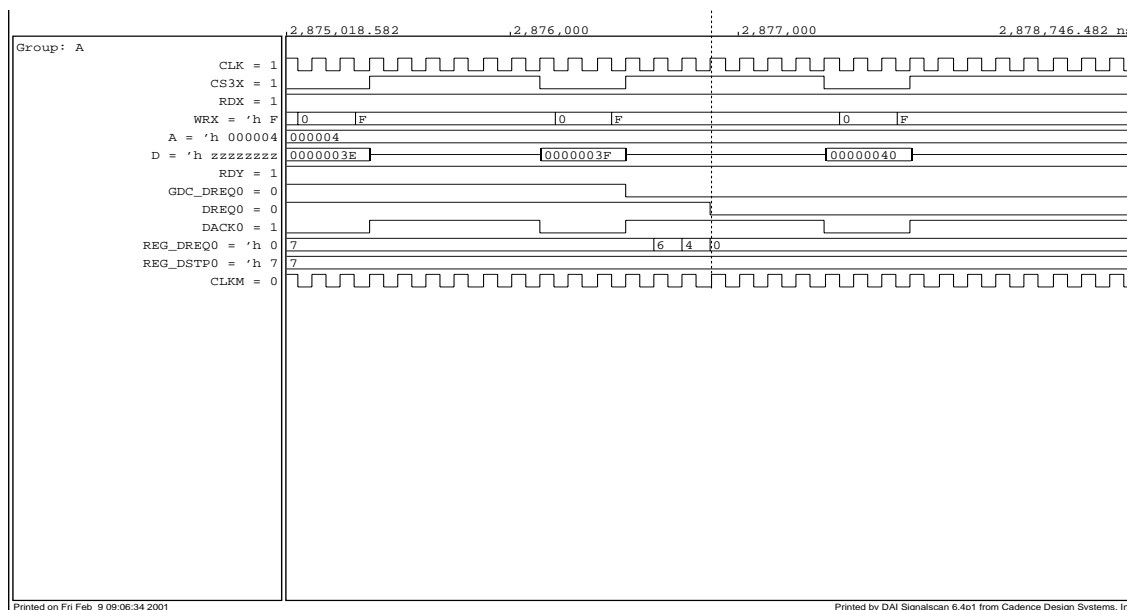 2,875,018.582 2,876,000 2,877,000 2,878,746.482 ns
Group: A
CLK = 1
CS3X = 1
RDX = 1
WRX = 'h F 0 F 0 F 0 F
A = 'h 000004 000004
D = 'h zzzzzzzz 0000003E 0000003F 00000040
RDY = 1
GDC_DREQ0 = 0
DREQ0 = 0
DACK0 = 1
REG_DREQ0 = 'h 0 7 6 4 0
REG_DSTP0 = 'h 7 7
CLKM = 0
Printed on Fri Feb 9 09:06:34 2001 Printed by DAI Signalscan 6.4p1 from Cadence Design Systems,